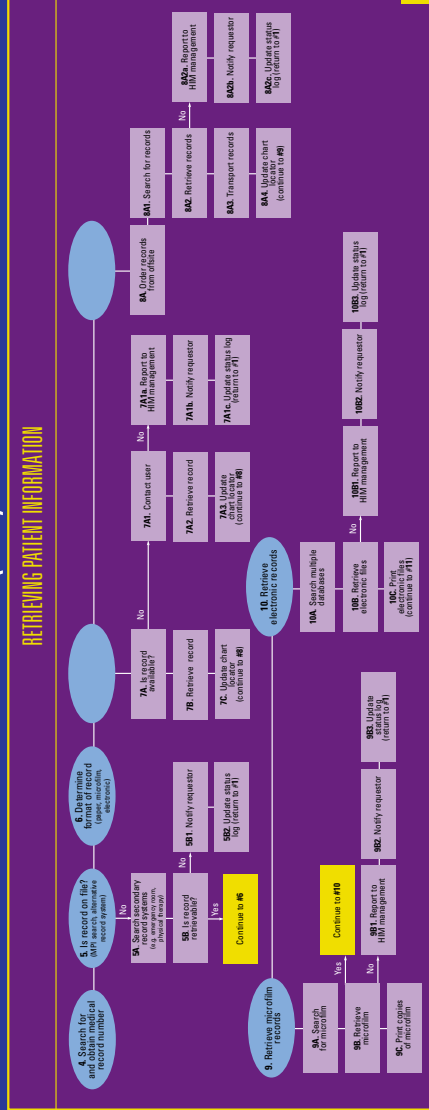 RETRIEVING PATIENT INFORMATION
4. Search for
and obtain medical
record number
5. Is record on file?
(MPI search, alternative
record system)
No
5A. Search secondary
record systems
(e.g. emergency room,
physical therapy)
5B. Is record
retrievable?
No
5B1. Notify requestor
5B2. Update status
log (return to #1)
Yes
Continue to #6
6. Determine
format of record
(paper, microfilm,
electronic)
7A. Is record
available?
No
7A1. Contact user
No
7A1a. Report to
HIM management
7A1b. Notify requestor
7A1c. Update status log
(return to #1)
7A2. Retrieve record
7A3. Update
chart locator
(continue to #8)
7B. Retrieve record
7C. Update chart
locator
(continue to #8)
8A. Order records
from offsite
8A1. Search for records
8A2. Retrieve records
No
8A2a. Report to
HIM management
8A2b. Notify requestor
8A2c. Update status
log (return to #1)
8A3. Transport records
8A4. Update chart
locator
(continue to #9)
9. Retrieve microfilm
records
9A. Search
for microfilm
9B. Retrieve
microfilm
Yes
Continue to #10
No
9B1. Report to
HIM management
9B2. Notify requestor
9B3. Update
status log
(return to #1)
9C. Print copies
of microfilm
10. Retrieve
electronic records
10A. Search multiple
databases
10B. Retrieve
electronic files
No
10B1. Report to
HIM management
10B2. Notify requestor
10B3. Update status
log (return to #1)
10C. Print
electronic files
(continue to #11)